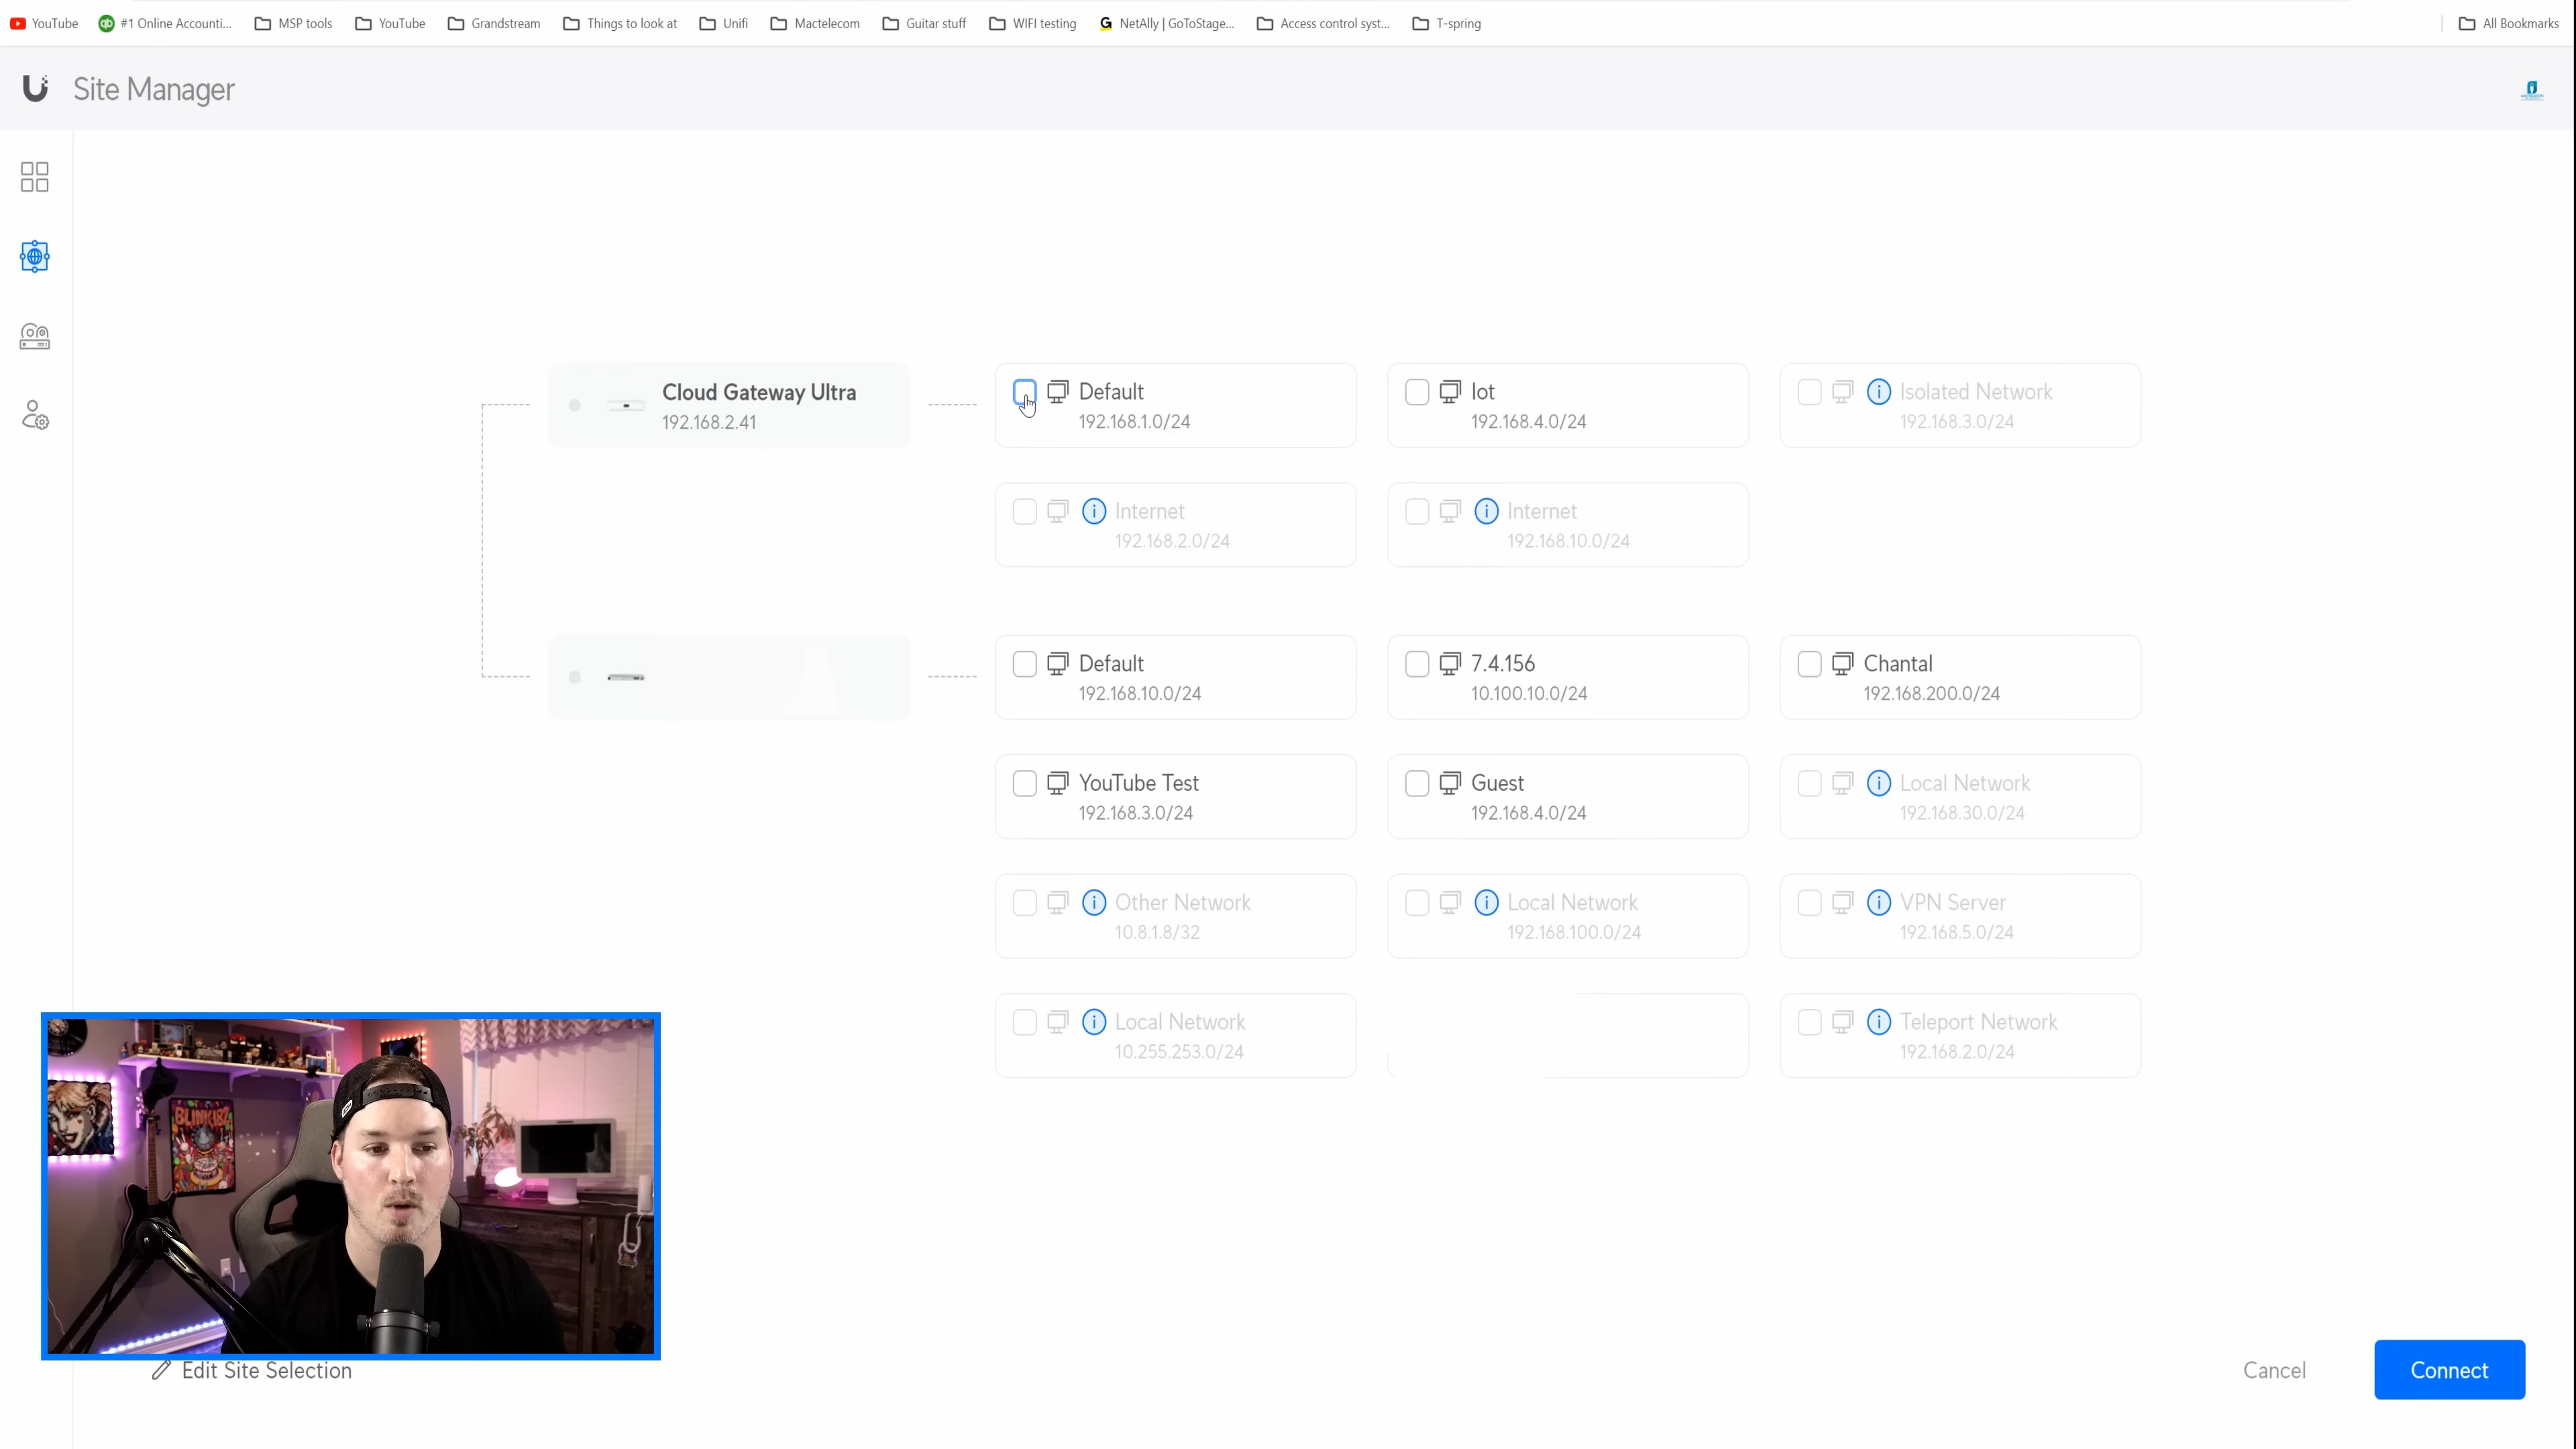 YouTube #1 Online Accounti... MSP tools YouTube Grandstream Things to look at Unifi Mactelecom Guitar stuff WIFI testing NetAlly | GoToStage... Access control syst... T-spring All Bookmarks
Site Manager
Cloud Gateway Ultra
192.168.2.41
Default
192.168.1.0/24
Iot
192.168.4.0/24
Isolated Network
192.168.3.0/24
Internet
192.168.2.0/24
Internet
192.168.10.0/24
Default
192.168.10.0/24
7.4.156
10.100.10.0/24
Chantal
192.168.200.0/24
YouTube Test
192.168.3.0/24
Guest
192.168.4.0/24
Local Network
192.168.30.0/24
Other Network
10.8.1.8/32
Local Network
192.168.100.0/24
VPN Server
192.168.5.0/24
Local Network
10.255.253.0/24
Teleport Network
192.168.2.0/24
BLINK182
Edit Site Selection
Cancel
Connect